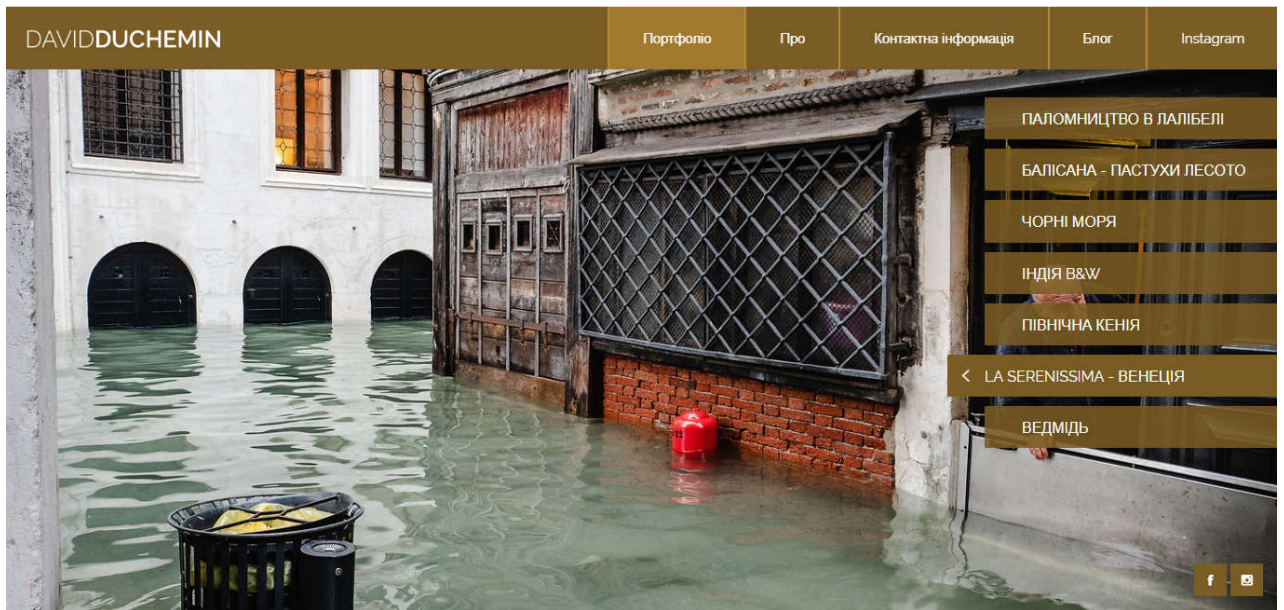 DAVIDDUCHEMIN
Портфоліо Про Контактна інформація Блог Instagram
ПАЛОМНИЦТВО В ЛАЛІБЕЛІ
БАЛІСАНА - ПАСТУХИ ЛЕСОТО
ЧОРНІ МОРЯ
ІНДІЯ B&W
ПІВНІЧНА КЕНІЯ
LA SERENISSIMA - ВЕНЕЦІЯ
ВЕДМІДЬ